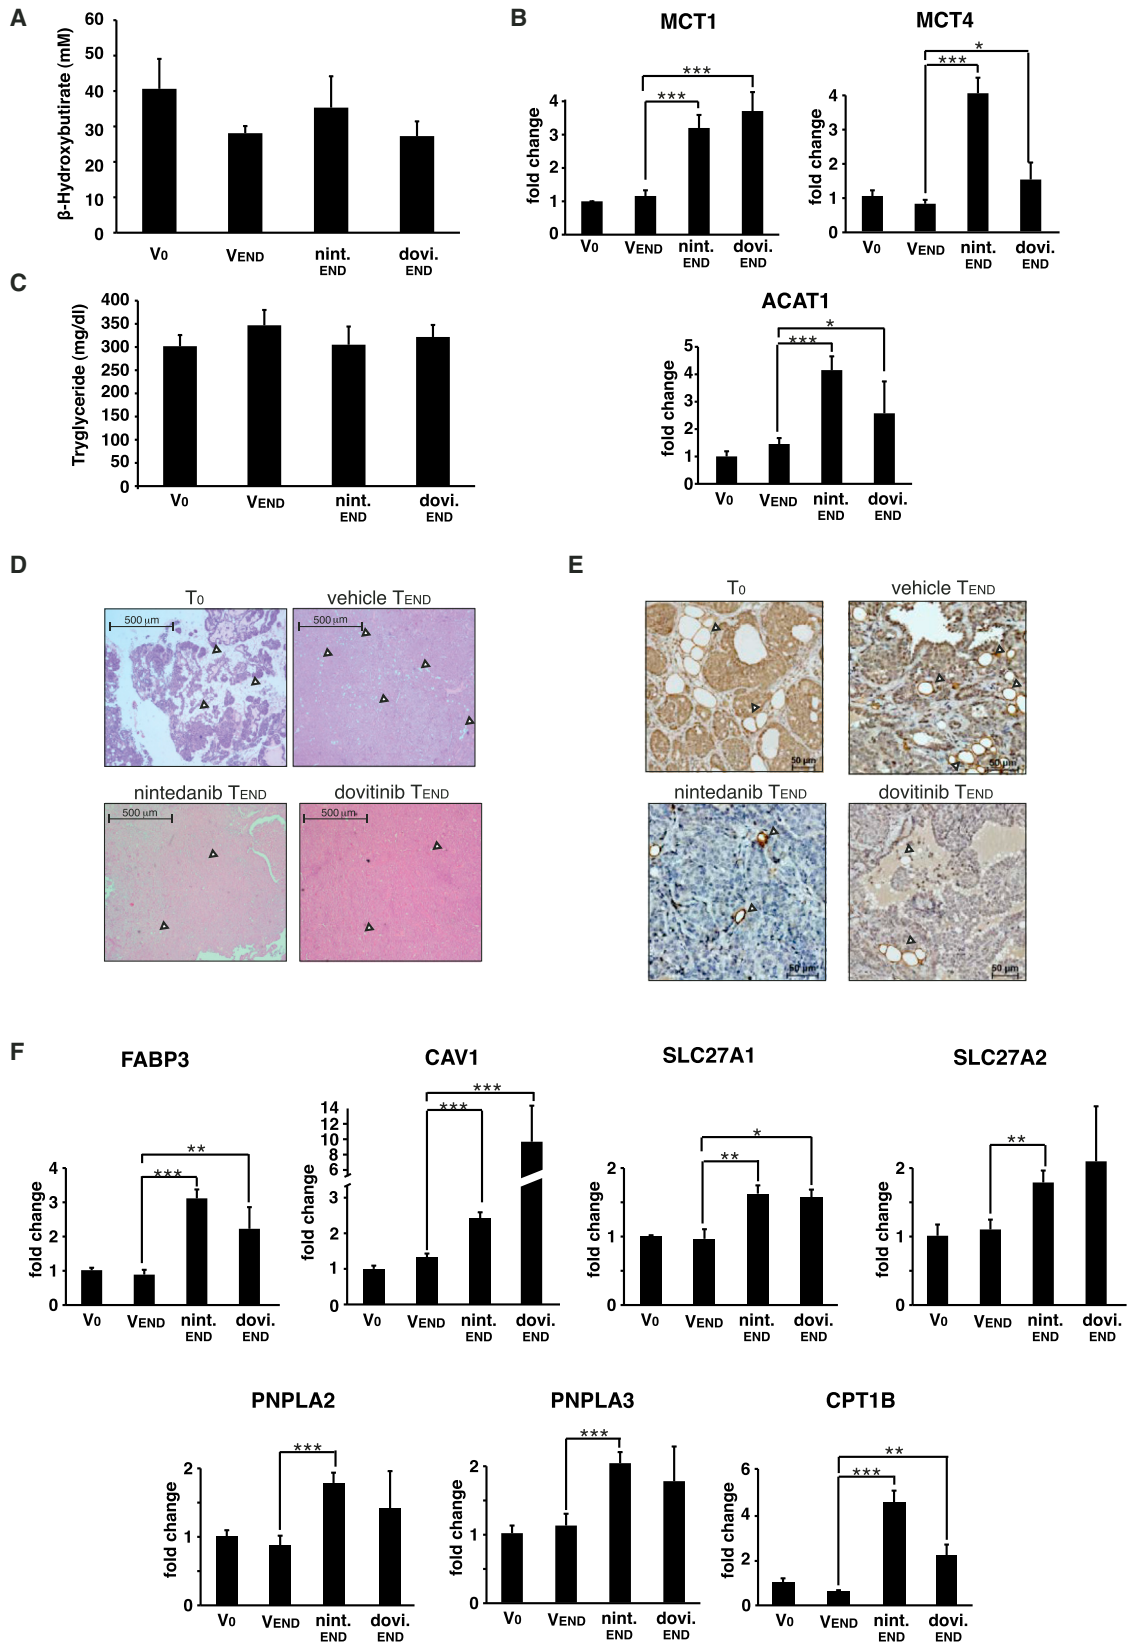 A
β-Hydroxybutirate (mM)
60
50
40
30
20
10
0
V0 VEND nint. END dovi. END
B
MCT1
fold change
4
3
2
1
0
***
***
V0 VEND nint. END dovi. END
MCT4
fold change
4
3
2
1
0
*
***
V0 VEND nint. END dovi. END
ACAT1
fold change
5
4
3
2
1
0
*
***
V0 VEND nint. END dovi. END
C
Tryglyceride (mg/dl)
400
350
300
250
200
150
100
50
0
V0 VEND nint. END dovi. END
D
T0
500 µm
vehicle TEND
500 µm
nintedanib TEND
500 µm
dovitinib TEND
500 µm
E
T0
50 µm
vehicle TEND
50 µm
nintedanib TEND
50 µm
dovitinib TEND
50 µm
F
FABP3
fold change
4
3
2
1
0
**
***
V0 VEND nint. END dovi. END
CAV1
fold change
14
12
10
8
6
3
2
1
0
***
***
V0 VEND nint. END dovi. END
SLC27A1
fold change
2
1
0
*
**
V0 VEND nint. END dovi. END
SLC27A2
fold change
2
1
0
**
V0 VEND nint. END dovi. END
PNPLA2
fold change
2
1
0
***
V0 VEND nint. END dovi. END
PNPLA3
fold change
2
1
0
***
V0 VEND nint. END dovi. END
CPT1B
fold change
6
4
2
0
**
***
V0 VEND nint. END dovi. END